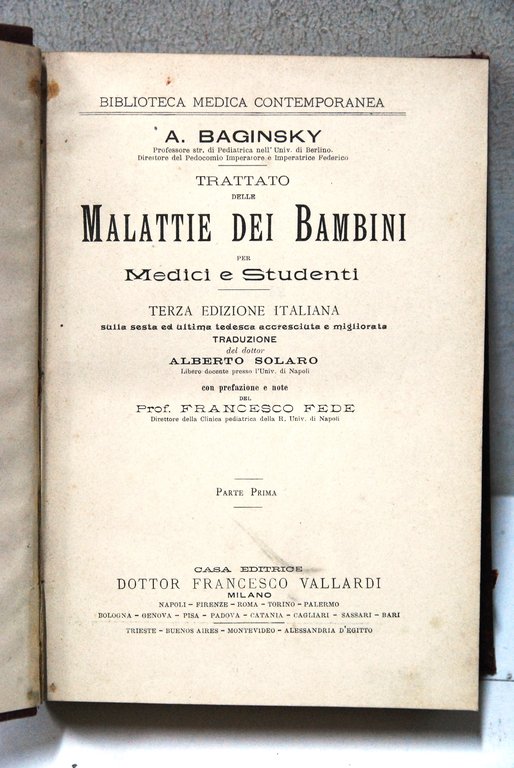 BIBLIOTECA MEDICA CONTEMPORANEA
A. BAGINSKY
Professore str. di Pediatrica nell' Univ. di Berlino.
Direttore del Pedocomio Imperatore e Imperatrice Federico
TRATTATO
DELLE
MALATTIE DEI BAMBINI
PER
Medici e Studenti
TERZA EDIZIONE ITALIANA
sulla sesta ed ultima tedesca accresciuta e migliorata
TRADUZIONE
del dottor
ALBERTO SOLARO
Libero docente presso l'Univ. di Napoli
con prefazione e note
DEL
Prof. FRANCESCO FEDE
Direttore della Clinica pediatrica della R. Univ. di Napoli
PARTE PRIMA
CASA EDITRICE
DOTTOR FRANCESCO VALLARDI
MILANO
NAPOLI - FIRENZE - ROMA - TORINO - PALERMO
BOLOGNA - GENOVA - PISA - PADOVA - CATANIA - CAGLIARI - SASSARI - BARI
TRIESTE - BUENOS AIRES - MONTEVIDEO - ALESSANDRIA D'EGITTO